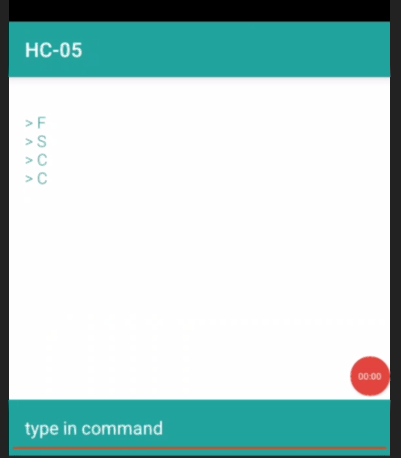 HC-05
> F
> S
> C
> C
00:00
type in command